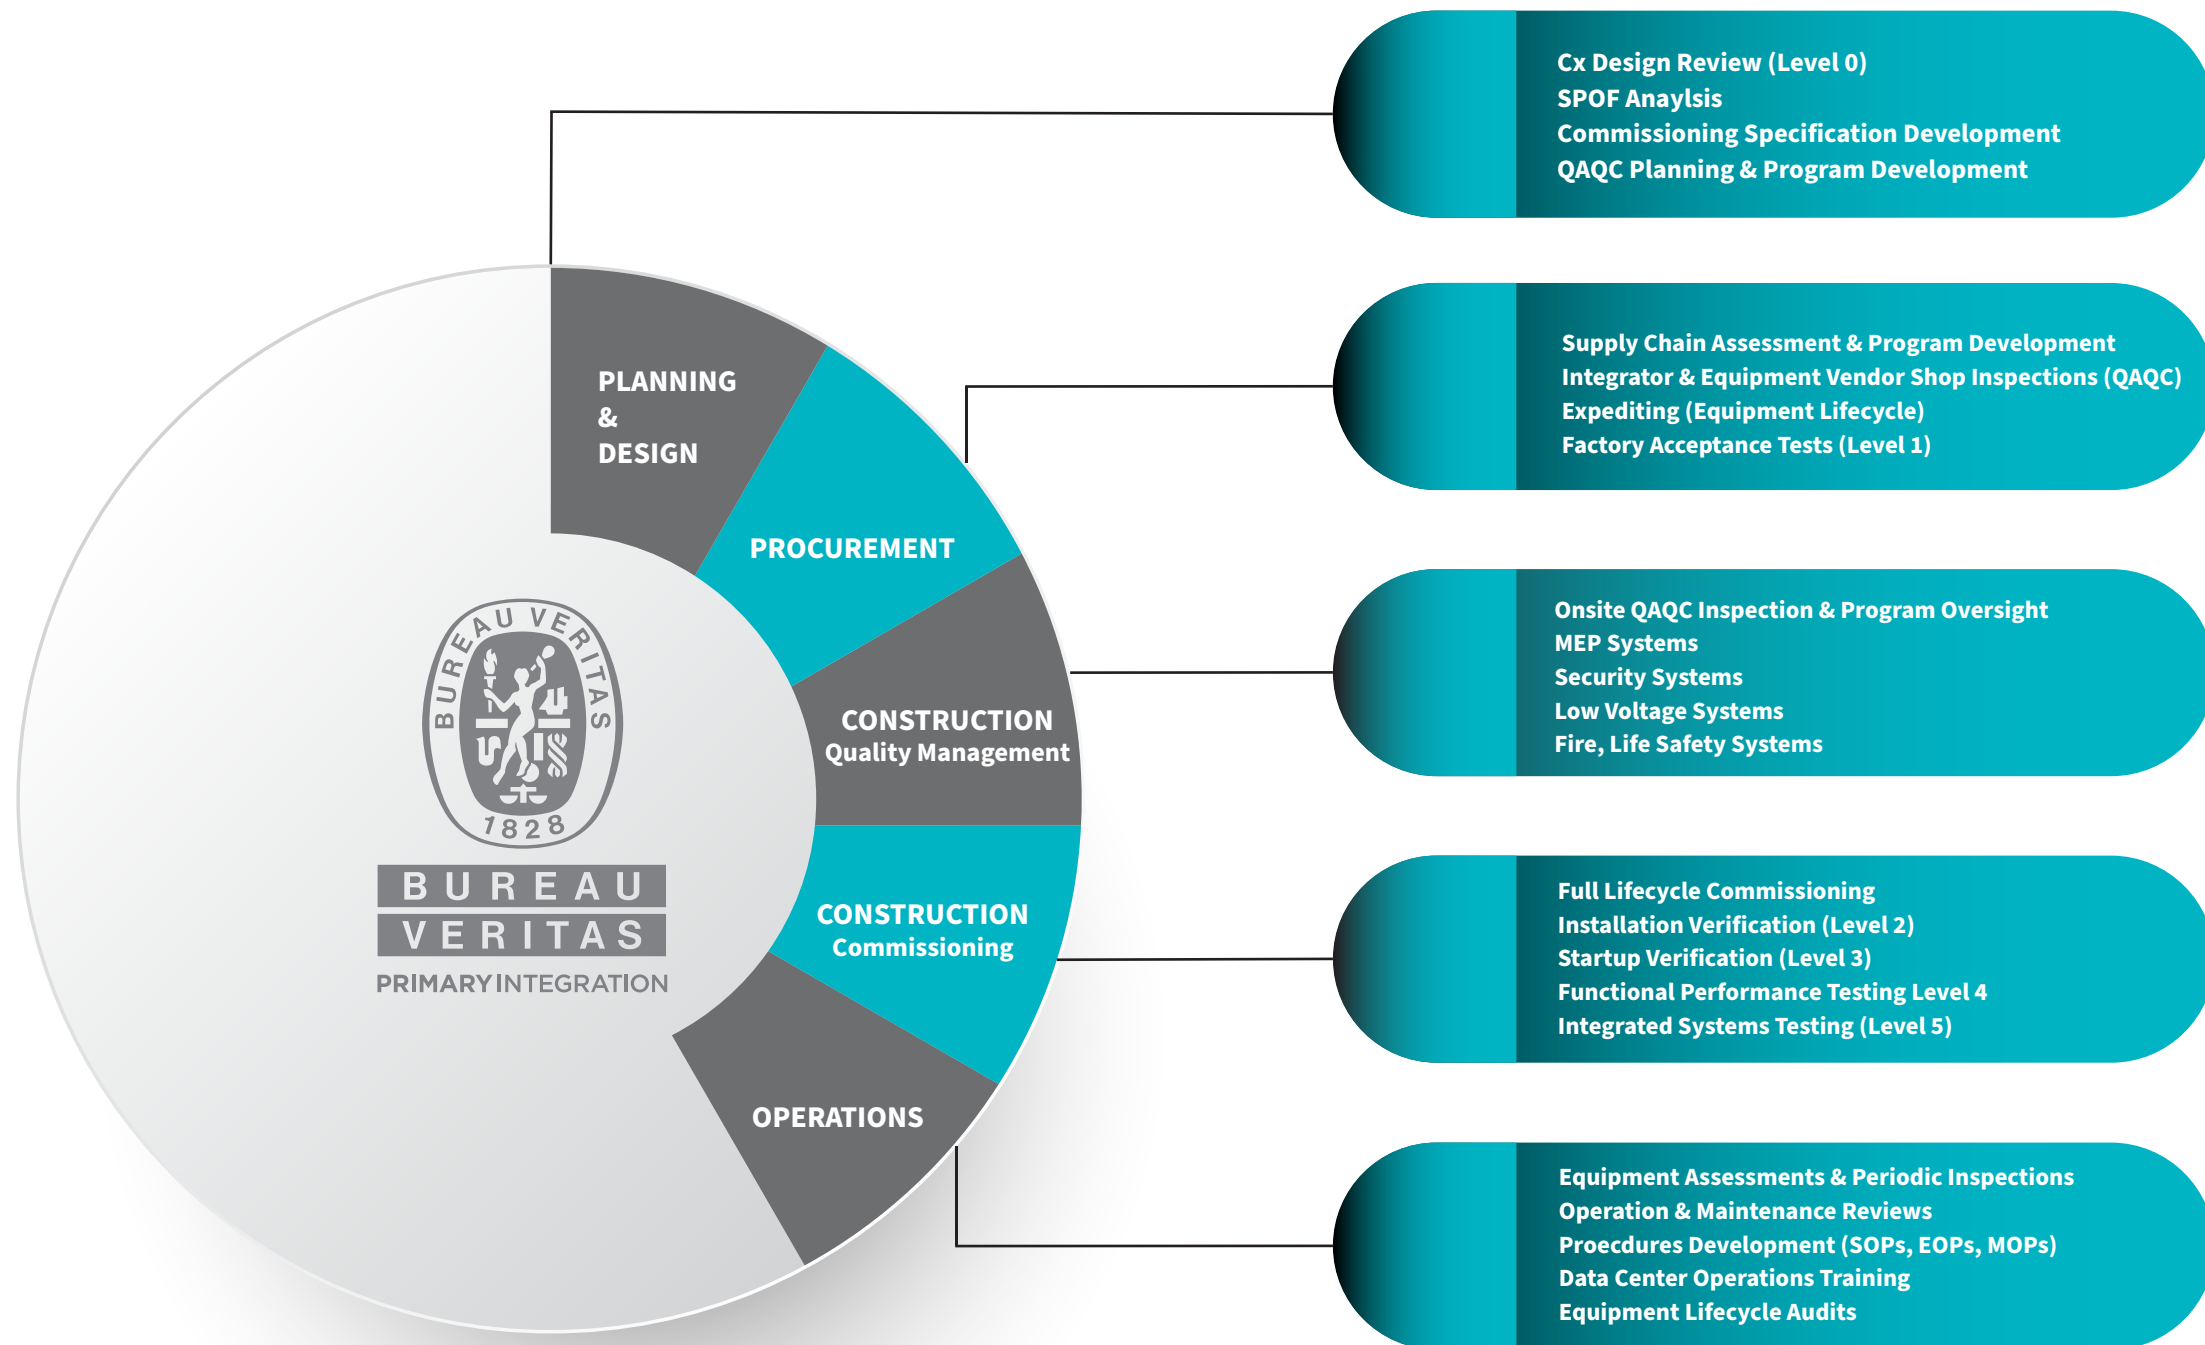 Cx Design Review (Level 0)
SPOF Anaylsis
Commissioning Specification Development
QAQC Planning & Program Development
PLANNING
&
DESIGN
Supply Chain Assessment & Program Development
Integrator & Equipment Vendor Shop Inspections (QAQC)
Expediting (Equipment Lifecycle)
Factory Acceptance Tests (Level 1)
PROCUREMENT
Onsite QAQC Inspection & Program Oversight
MEP Systems
Security Systems
Low Voltage Systems
Fire, Life Safety Systems
CONSTRUCTION
Quality Management
BUREAU VERITAS
1828
BUREAU
VERITAS
PRIMARY INTEGRATION
CONSTRUCTION
Commissioning
Full Lifecycle Commissioning
Installation Verification (Level 2)
Startup Verification (Level 3)
Functional Performance Testing Level 4
Integrated Systems Testing (Level 5)
OPERATIONS
Equipment Assessments & Periodic Inspections
Operation & Maintenance Reviews
Proecdures Development (SOPs, EOPs, MOPs)
Data Center Operations Training
Equipment Lifecycle Audits